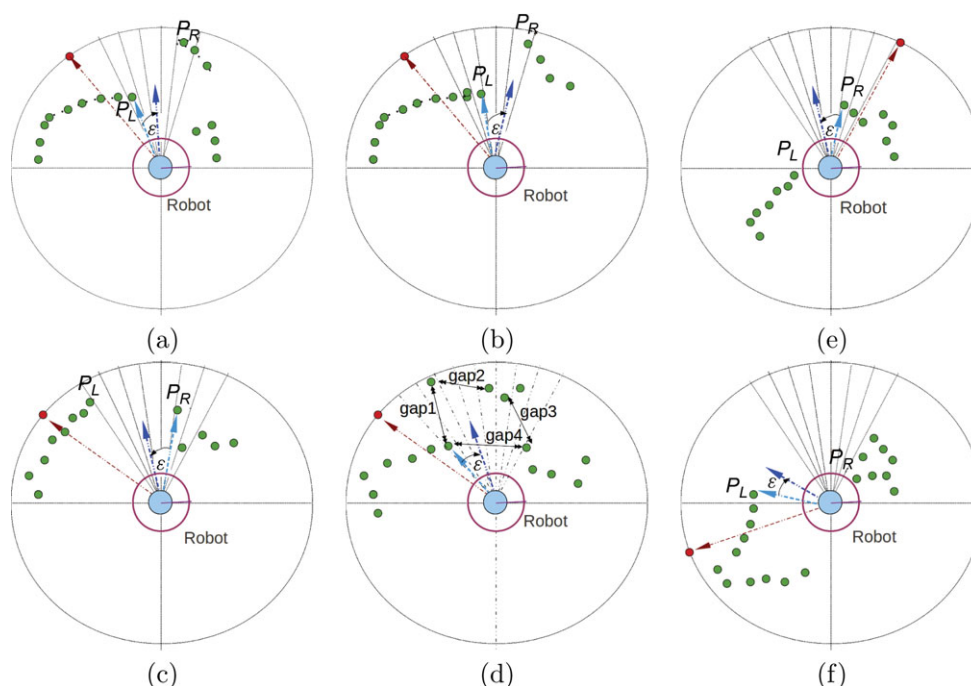 P_R
P_L
ε
Robot
(a)
P_R
P_L
ε
Robot
(b)
P_R
ε
P_L
Robot
(e)
P_L
P_R
ε
Robot
(c)
gap2
gap1
gap3
gap4
ε
Robot
(d)
P_R
ε
P_L
Robot
(f)